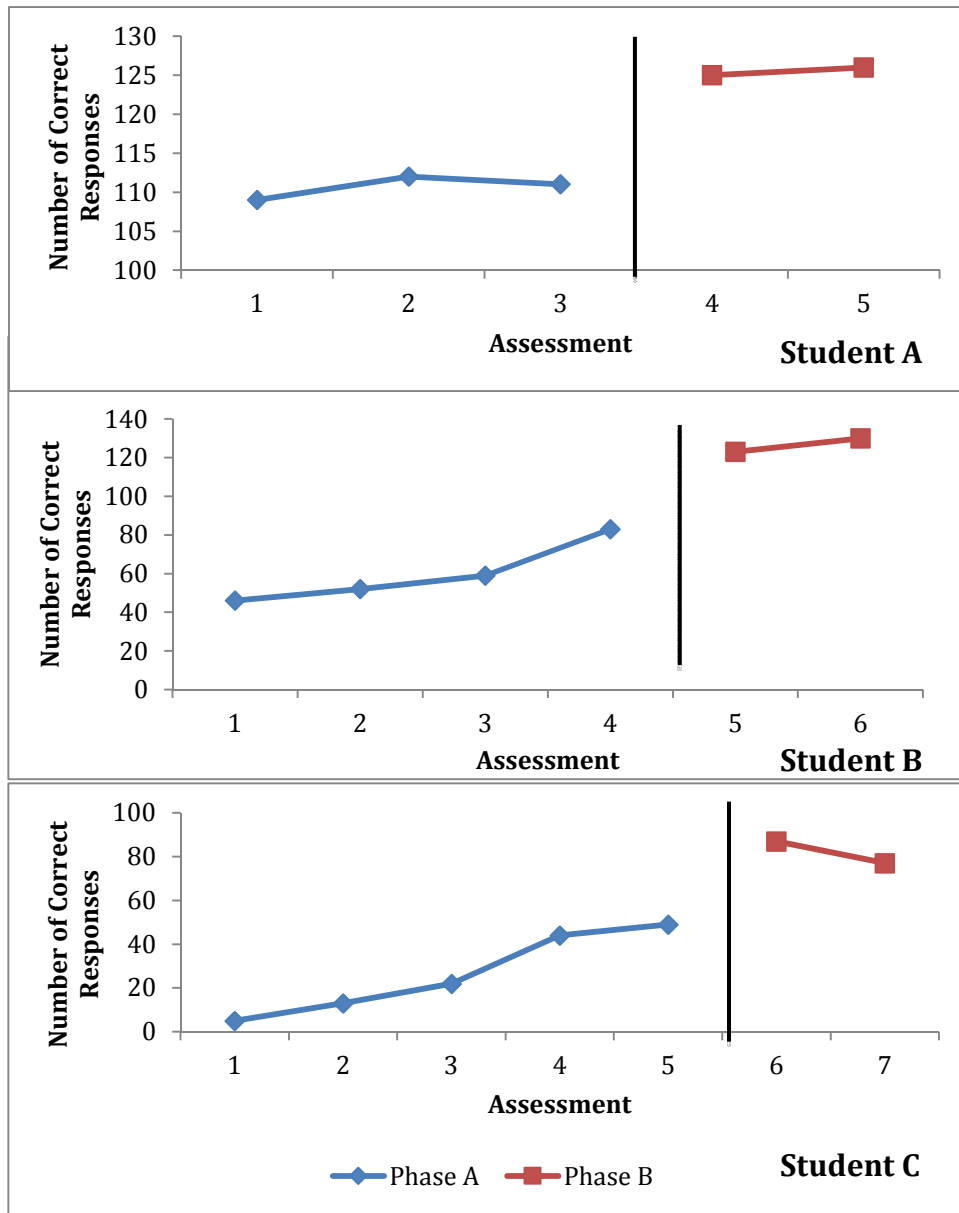 Number of Correct
Responses
130
125
120
115
110
105
100
1 2 3 4 5
Assessment
Student A
Number of Correct
Responses
140
120
100
80
60
40
20
0
1 2 3 4 5 6
Assessment
Student B
Number of Correct
Responses
100
80
60
40
20
0
1 2 3 4 5 6 7
Assessment
Phase A Phase B
Student C